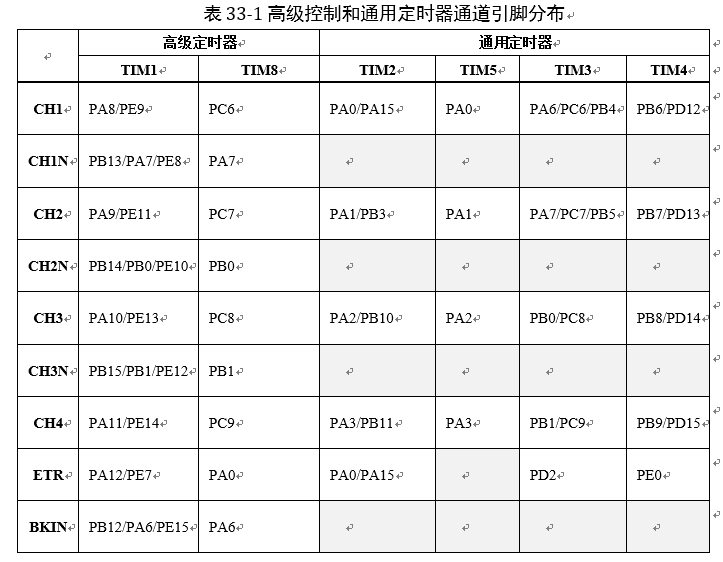 表 33-1 高级控制和通用定时器通道引脚分布
高级定时器 通用定时器
TIM1 TIM8 TIM2 TIM5 TIM3 TIM4
CH1 PA8/PE9 PC6 PA0/PA15 PA0 PA6/PC6/PB4 PB6/PD12
CH1N PB13/PA7/PE8 PA7
CH2 PA9/PE11 PC7 PA1/PB3 PA1 PA7/PC7/PB5 PB7/PD13
CH2N PB14/PB0/PE10 PB0
CH3 PA10/PE13 PC8 PA2/PB10 PA2 PB0/PC8 PB8/PD14
CH3N PB15/PB1/PE12 PB1
CH4 PA11/PE14 PC9 PA3/PB11 PA3 PB1/PC9 PB9/PD15
ETR PA12/PE7 PA0 PA0/PA15 PD2 PE0
BKIN PB12/PA6/PE15 PA6